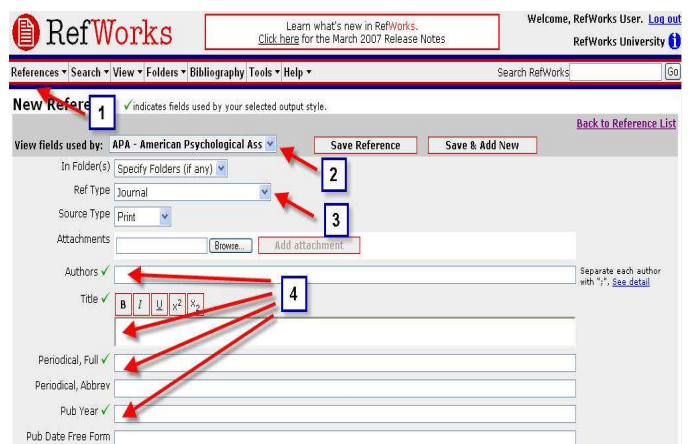 RefWorks
Learn what's new in RefWorks.
Click here for the March 2007 Release Notes
Welcome, RefWorks User. Log out
RefWorks University
References Search View Folders Bibliography Tools Help Search RefWorks Go
1
New Refere indicates fields used by your selected output style.
Back to Reference List
View fields used by: APA - American Psychological Ass Save Reference Save & Add New
2
In Folder(s) Specify Folders (if any)
Ref Type Journal
3
Source Type Print
Attachments Browse... Add attachment
Authors Separate each author
with ";", See detail
4
Title B I U x2 x2
Periodical, Full
Periodical, Abbrev
Pub Year
Pub Date Free Form